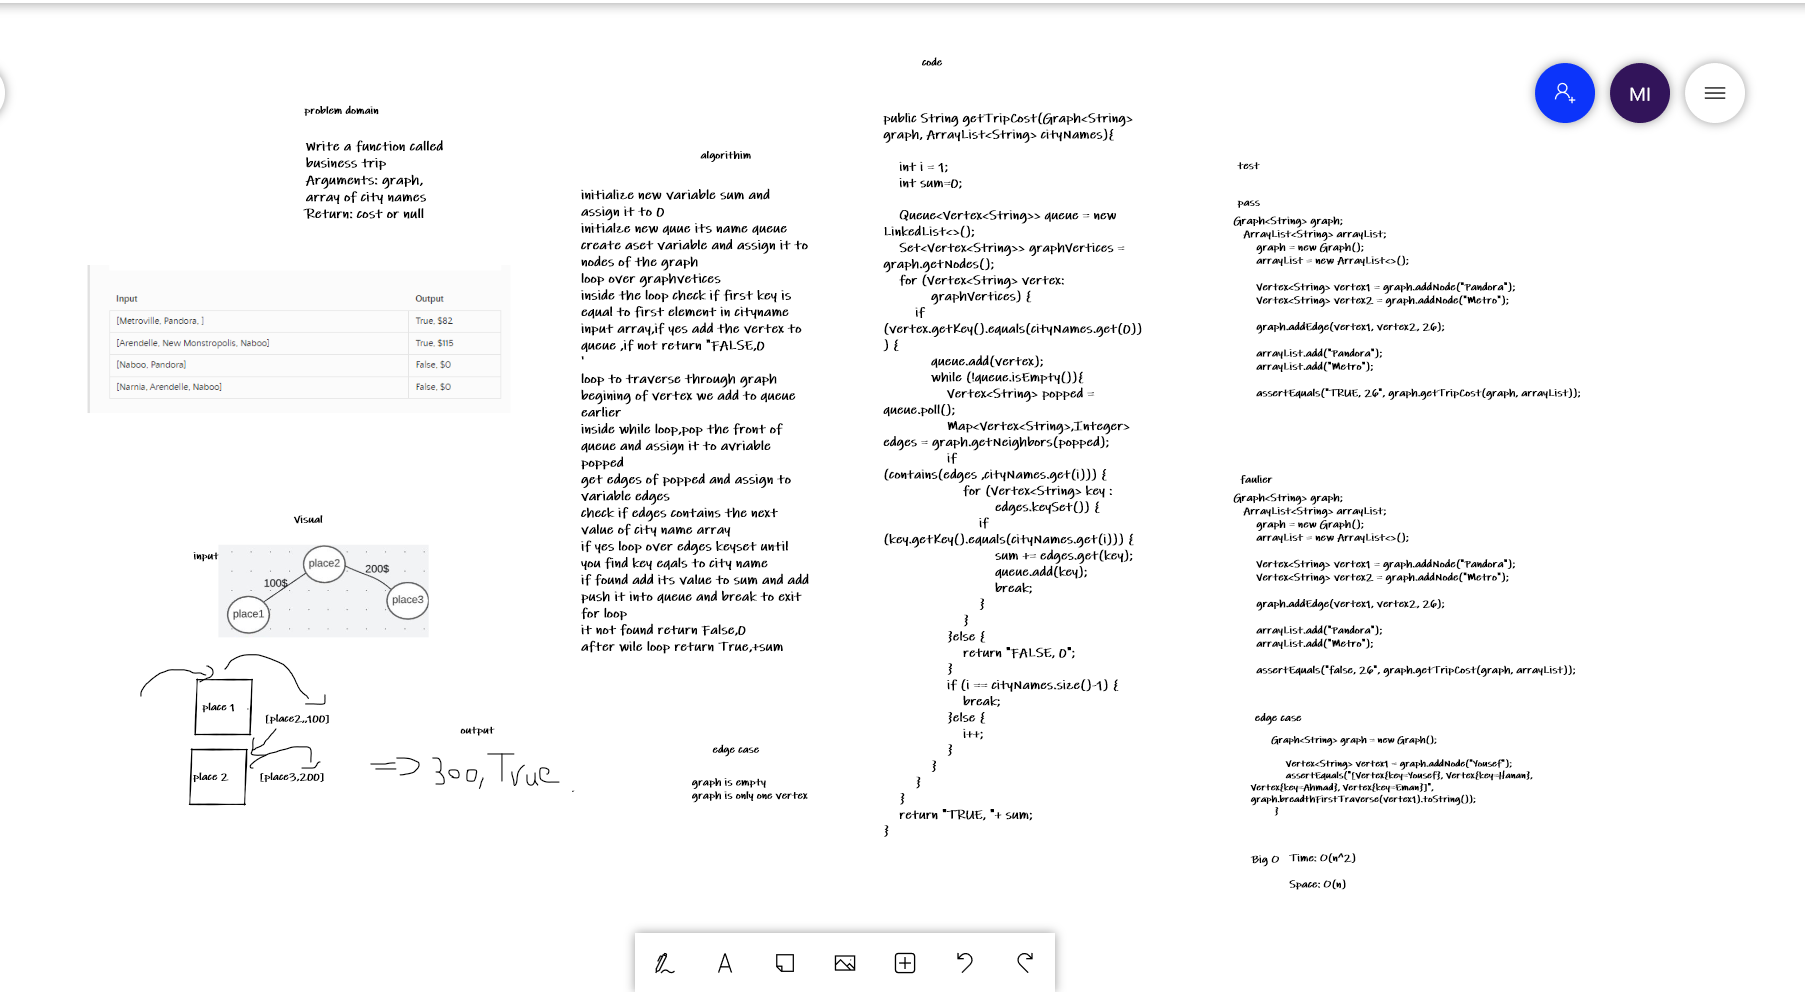 code
MI
problem domain
Write a function called
business trip
Arguments: graph,
array of city names
Return: cost or null
Input Output
[Metroville, Pandora, ] True, $82
[Arendelle, New Monstropolis, Naboo] True, $115
[Naboo, Pandora] False, $0
[Narnia, Arendelle, Naboo] False, $0
Visual
input
place2
100$
200$
place1
place3
place 1
[place2,,100]
place 2
[place3,200]
output
=> 300, True
algorithim
initialize new variable sum and
assign it to 0
initialze new quue its name queue
create aset variable and assign it to
nodes of the graph
loop over graphvetices
inside the loop check if first key is
equal to first element in cityname
input array,if yes add the vertex to
queue ,if not return "FALSE,0
'
loop to traverse through graph
begining of vertex we add to queue
earlier
inside while loop,pop the front of
queue and assign it to avriable
popped
get edges of popped and assign to
variable edges
check if edges contains the next
value of city name array
if yes loop over edges keyset until
you find key eqals to city name
if found add its value to sum and add
push it into queue and break to exit
for loop
it not found return False,0
after wile loop return True,+sum
edge case
graph is empty
graph is only one vertex
public String getTripCost(Graph<String>
graph, ArrayList<String> cityNames){
int i = 1;
int sum=0;
Queue<Vertex<String>> queue = new
LinkedList<>();
Set<Vertex<String>> graphVertices =
graph.getNodes();
for (Vertex<String> vertex:
graphVertices) {
if
(vertex.getKey().equals(cityNames.get(0))
) {
queue.add(vertex);
while (!queue.isEmpty()){
Vertex<String> popped =
queue.poll();
Map<Vertex<String>,Integer>
edges = graph.getNeighbors(popped);
if
(contains(edges ,cityNames.get(i))) {
for (Vertex<String> key :
edges.keySet()) {
if
(key.getKey().equals(cityNames.get(i))) {
sum += edges.get(key);
queue.add(key);
break;
}
}
}else {
return "FALSE, 0";
}
if (i == cityNames.size()-1) {
break;
}else {
i++;
}
}
}
}
return "TRUE, "+ sum;
}
test
pass
Graph<String> graph;
ArrayList<String> arrayList;
graph = new Graph();
arrayList = new ArrayList<>();
Vertex<String> vertex1 = graph.addNode("Pandora");
Vertex<String> vertex2 = graph.addNode("Metro");
graph.addEdge(vertex1, vertex2, 26);
arrayList.add("Pandora");
arrayList.add("Metro");
assertEquals("TRUE, 26", graph.getTripCost(graph, arrayList));
faulier
Graph<String> graph;
ArrayList<String> arrayList;
graph = new Graph();
arrayList = new ArrayList<>();
Vertex<String> vertex1 = graph.addNode("Pandora");
Vertex<String> vertex2 = graph.addNode("Metro");
graph.addEdge(vertex1, vertex2, 26);
arrayList.add("Pandora");
arrayList.add("Metro");
assertEquals("false, 26", graph.getTripCost(graph, arrayList));
edge case
Graph<String> graph = new Graph();
Vertex<String> vertex1 = graph.addNode("Yousef");
assertEquals("[Vertex{key=Yousef}, Vertex{key=Hanan},
Vertex{key=Ahmad}, Vertex{key=Eman}]",
graph.breadthFirstTraverse(vertex1).toString());
}
Big O Time: O(n^2)
Space: O(n)